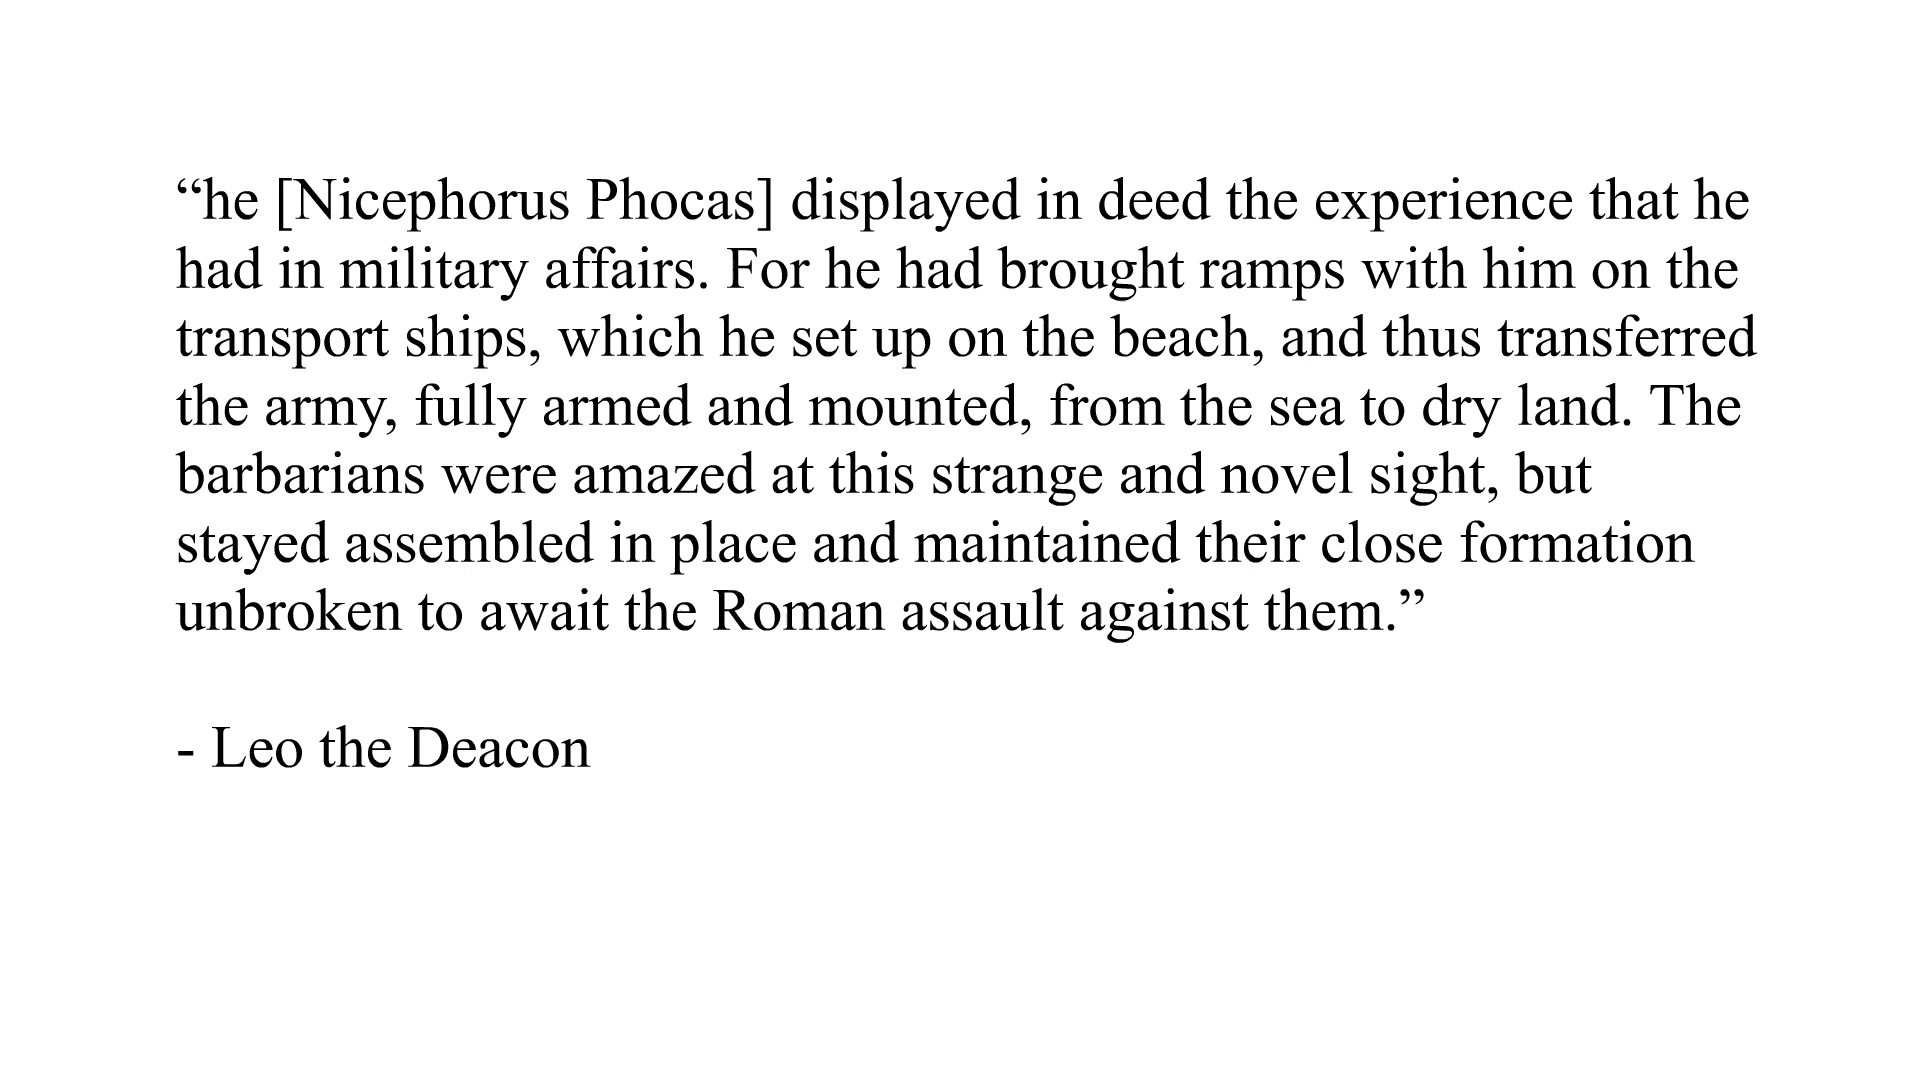 “he [Nicephorus Phocas] displayed in deed the experience that he
had in military affairs. For he had brought ramps with him on the
transport ships, which he set up on the beach, and thus transferred
the army, fully armed and mounted, from the sea to dry land. The
barbarians were amazed at this strange and novel sight, but
stayed assembled in place and maintained their close formation
unbroken to await the Roman assault against them.”
- Leo the Deacon